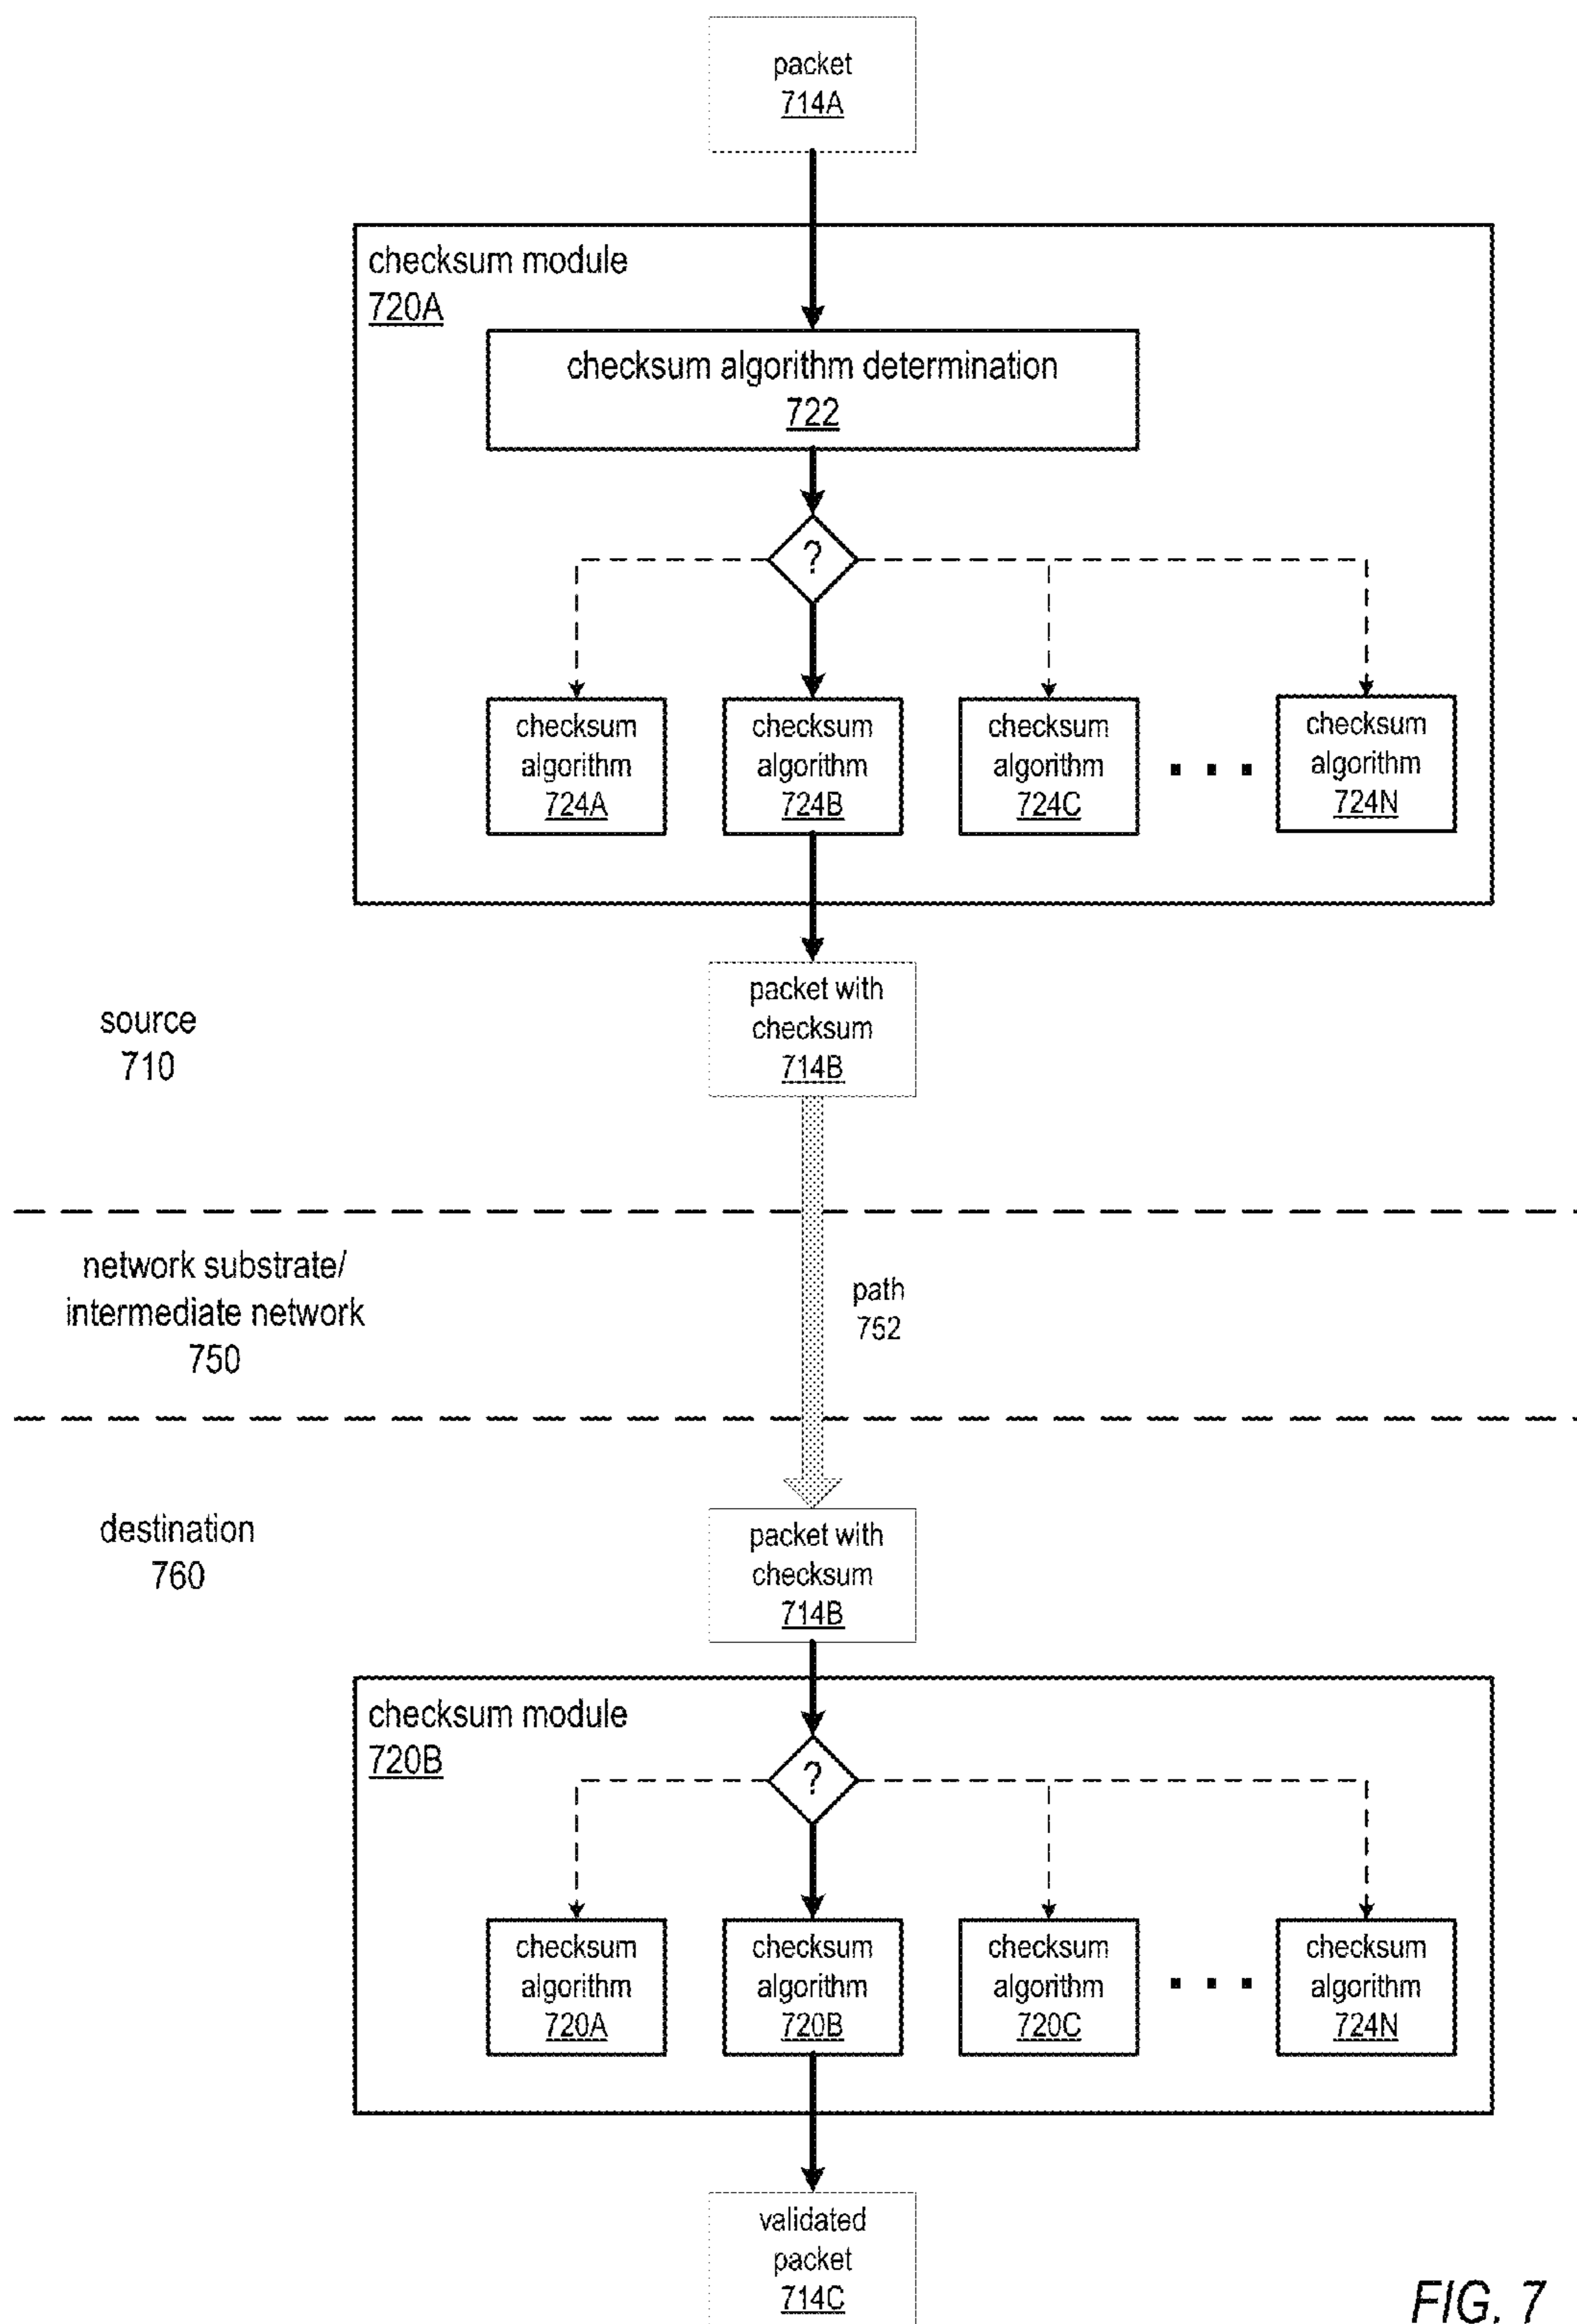 packet
714A
checksum module
720A
checksum algorithm determination
722
?
checksum
algorithm
724A
checksum
algorithm
724B
checksum
algorithm
724C
. . .
checksum
algorithm
724N
packet with
checksum
714B
source
710
network substrate/
intermediate network
750
path
752
destination
760
packet with
checksum
714B
checksum module
720B
?
checksum
algorithm
720A
checksum
algorithm
720B
checksum
algorithm
720C
. . .
checksum
algorithm
724N
validated
packet
714C
FIG. 7